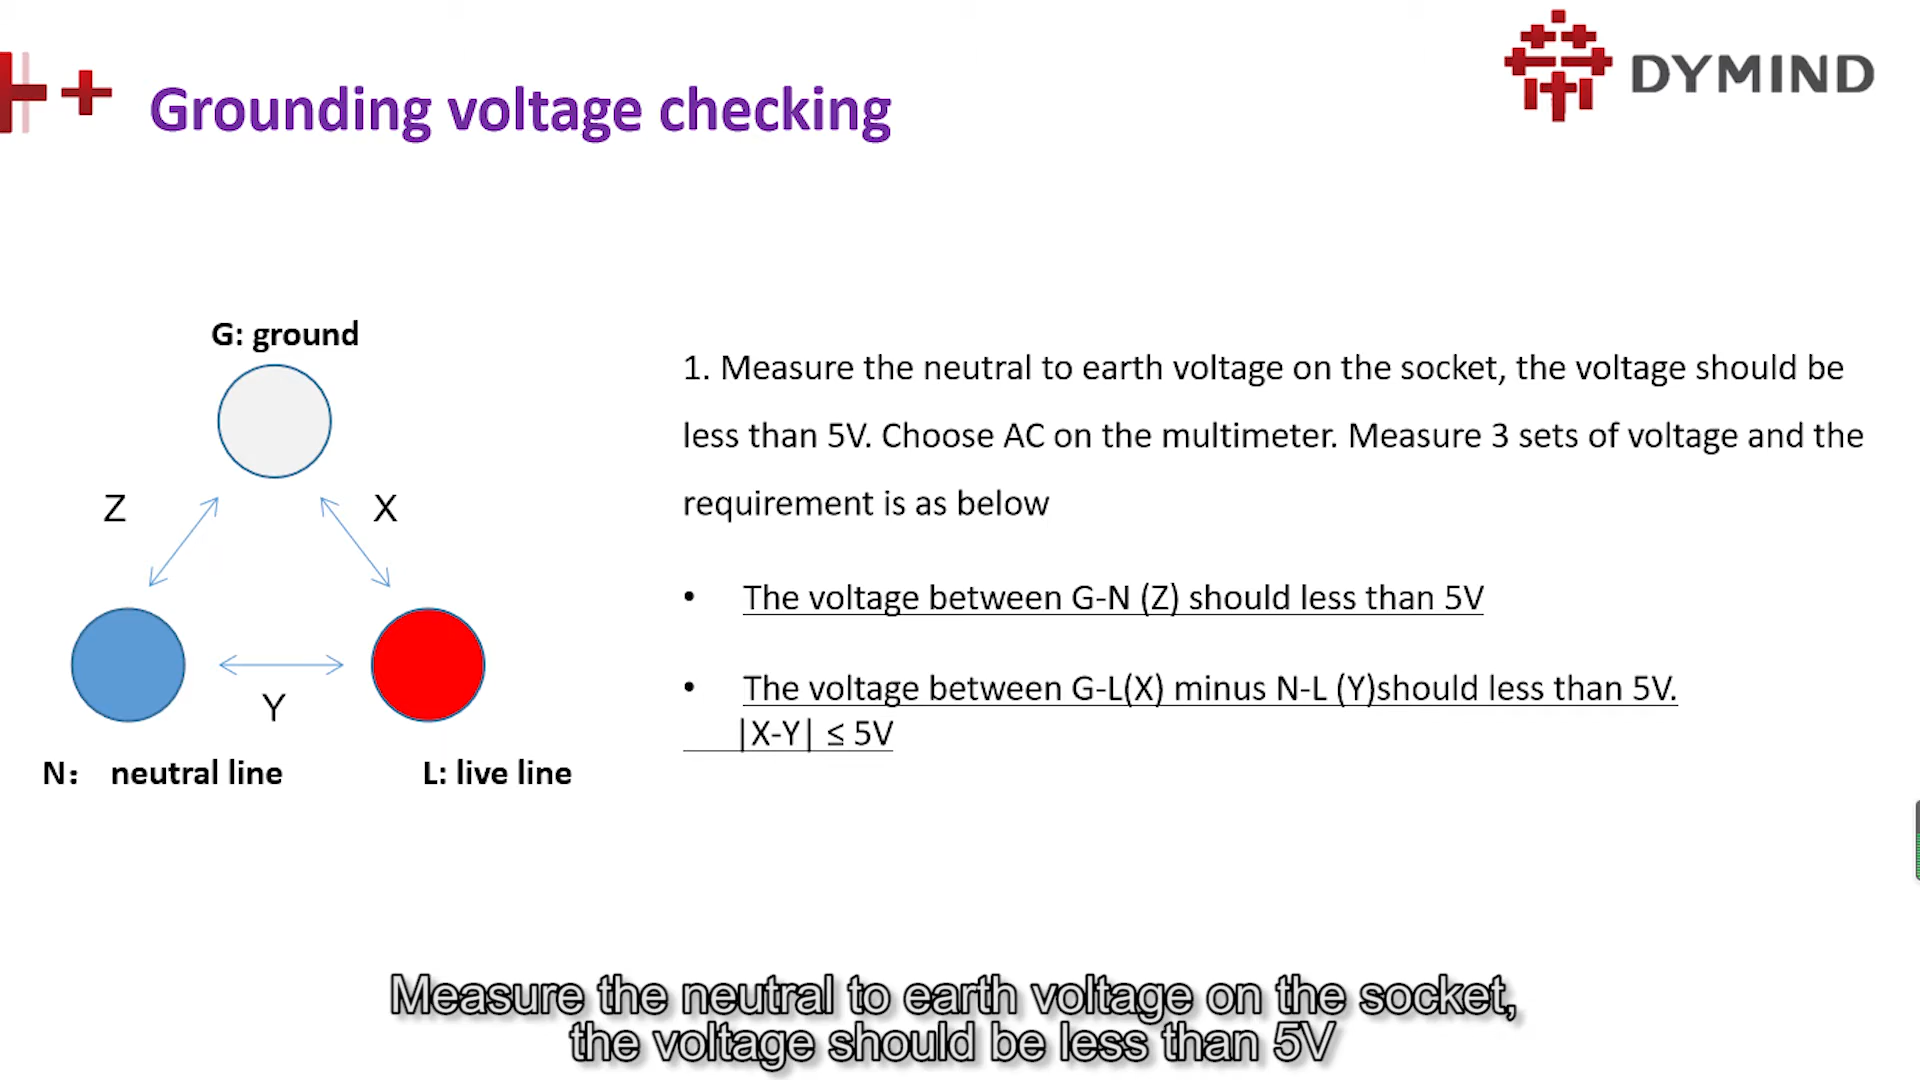 DYMIND
Grounding voltage checking
G: ground
Z
X
Y
N： neutral line
L: live line
1. Measure the neutral to earth voltage on the socket, the voltage should be
less than 5V. Choose AC on the multimeter. Measure 3 sets of voltage and the
requirement is as below
• The voltage between G-N (Z) should less than 5V
• The voltage between G-L(X) minus N-L (Y)should less than 5V.
|X-Y| ≤ 5V
Measure the neutral to earth voltage on the socket,
the voltage should be less than 5V